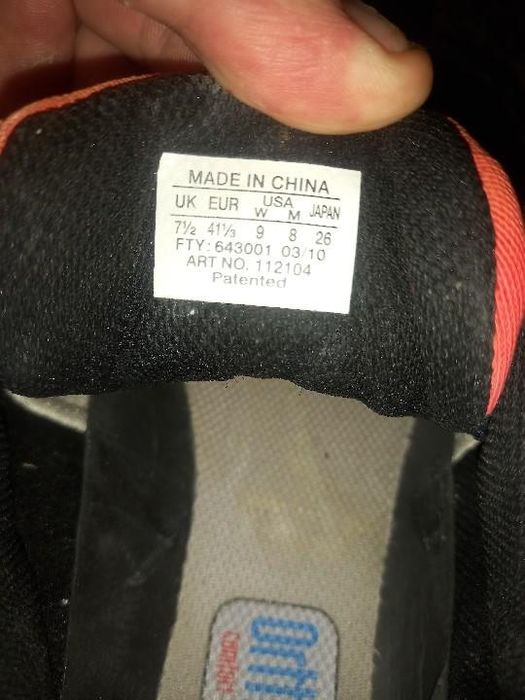 MADE IN CHINA
UK EUR USA W M JAPAN
7½ 41⅓ 9 8 26
FTY: 643001 03/10
ART NO. 112104
Patented